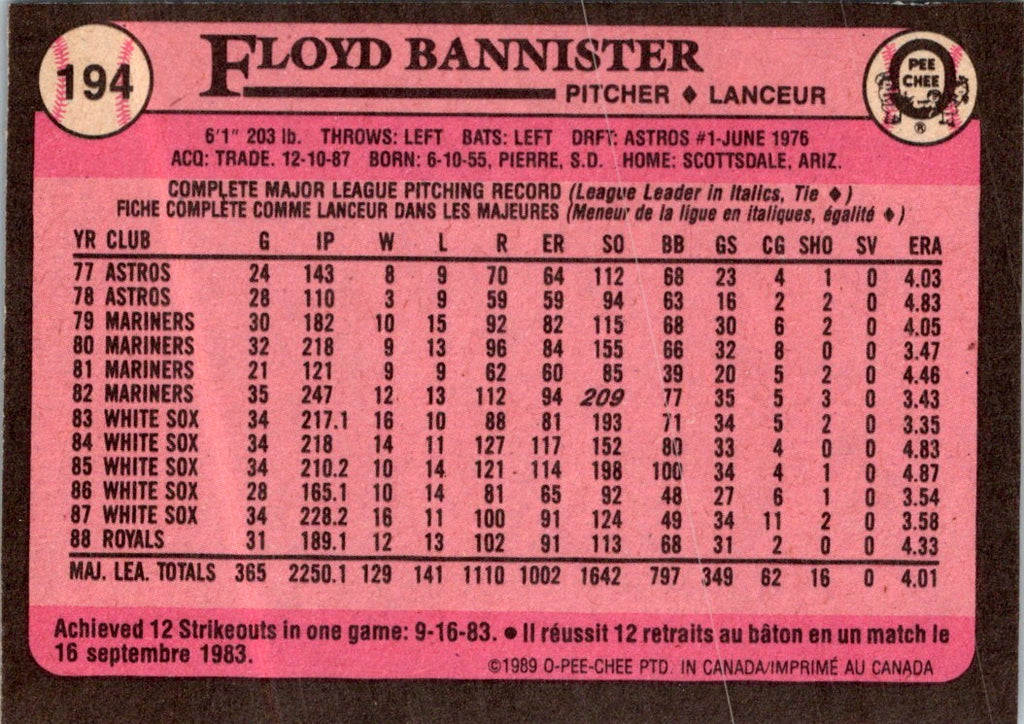 194
FLOYD BANNISTER
PITCHER ♦ LANCEUR
PEE
CHEE
®
6'1" 203 lb. THROWS: LEFT BATS: LEFT DRFT: ASTROS #1-JUNE 1976
ACQ: TRADE. 12-10-87 BORN: 6-10-55, PIERRE, S.D. HOME: SCOTTSDALE, ARIZ.
COMPLETE MAJOR LEAGUE PITCHING RECORD (League Leader in Italics, Tie ♦)
FICHE COMPLÈTE COMME LANCEUR DANS LES MAJEURES (Meneur de la ligue en italiques, égalité ♦)
YR CLUB G IP W L R ER SO BB GS CG SHO SV ERA
77 ASTROS 24 143 8 9 70 64 112 68 23 4 1 0 4.03
78 ASTROS 28 110 3 9 59 59 94 63 16 2 2 0 4.83
79 MARINERS 30 182 10 15 92 82 115 68 30 6 2 0 4.05
80 MARINERS 32 218 9 13 96 84 155 66 32 8 0 0 3.47
81 MARINERS 21 121 9 9 62 60 85 39 20 5 2 0 4.46
82 MARINERS 35 247 12 13 112 94 209 77 35 5 3 0 3.43
83 WHITE SOX 34 217.1 16 10 88 81 193 71 34 5 2 0 3.35
84 WHITE SOX 34 218 14 11 127 117 152 80 33 4 0 0 4.83
85 WHITE SOX 34 210.2 10 14 121 114 198 100 34 4 1 0 4.87
86 WHITE SOX 28 165.1 10 14 81 65 92 48 27 6 1 0 3.54
87 WHITE SOX 34 228.2 16 11 100 91 124 49 34 11 2 0 3.58
88 ROYALS 31 189.1 12 13 102 91 113 68 31 2 0 0 4.33
MAJ. LEA. TOTALS 365 2250.1 129 141 1110 1002 1642 797 349 62 16 0 4.01
Achieved 12 Strikeouts in one game: 9-16-83. ● Il réussit 12 retraits au bâton en un match le
16 septembre 1983.
©1989 O-PEE-CHEE PTD. IN CANADA/IMPRIMÉ AU CANADA